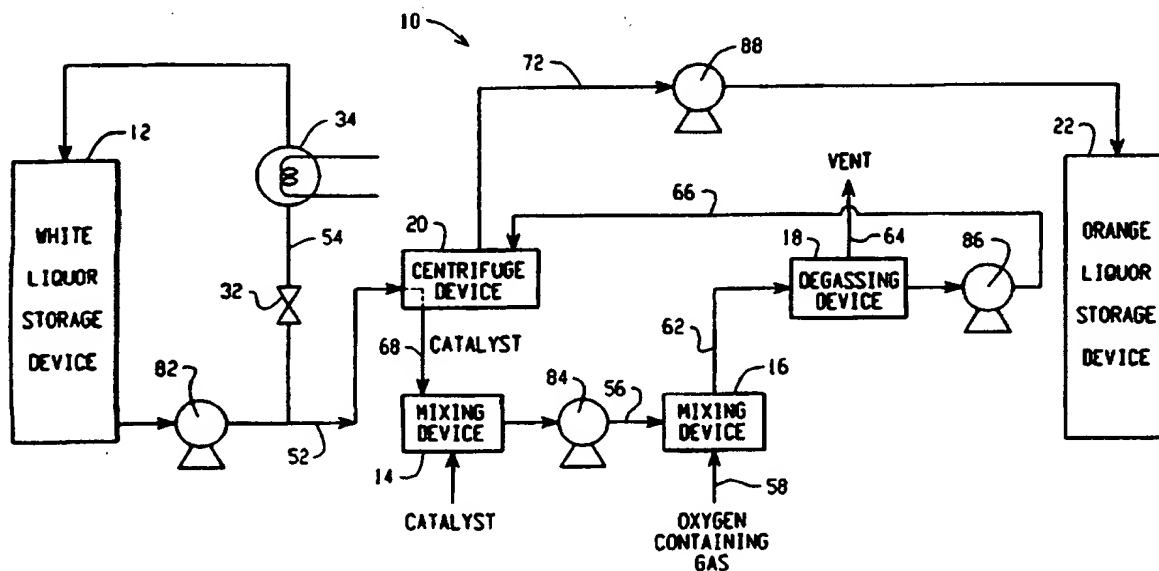 10
88
72
12
34
22
VENT
66
20
18
64
86
54
WHITE
LIQUOR
STORAGE
DEVICE
CENTRIFUGE
DEVICE
DEGASSING
DEVICE
ORANGE
LIQUOR
STORAGE
DEVICE
32
62
68
CATALYST
16
82
84
56
MIXING
DEVICE
MIXING
DEVICE
52
14
58
CATALYST
OXYGEN
CONTAINING
GAS